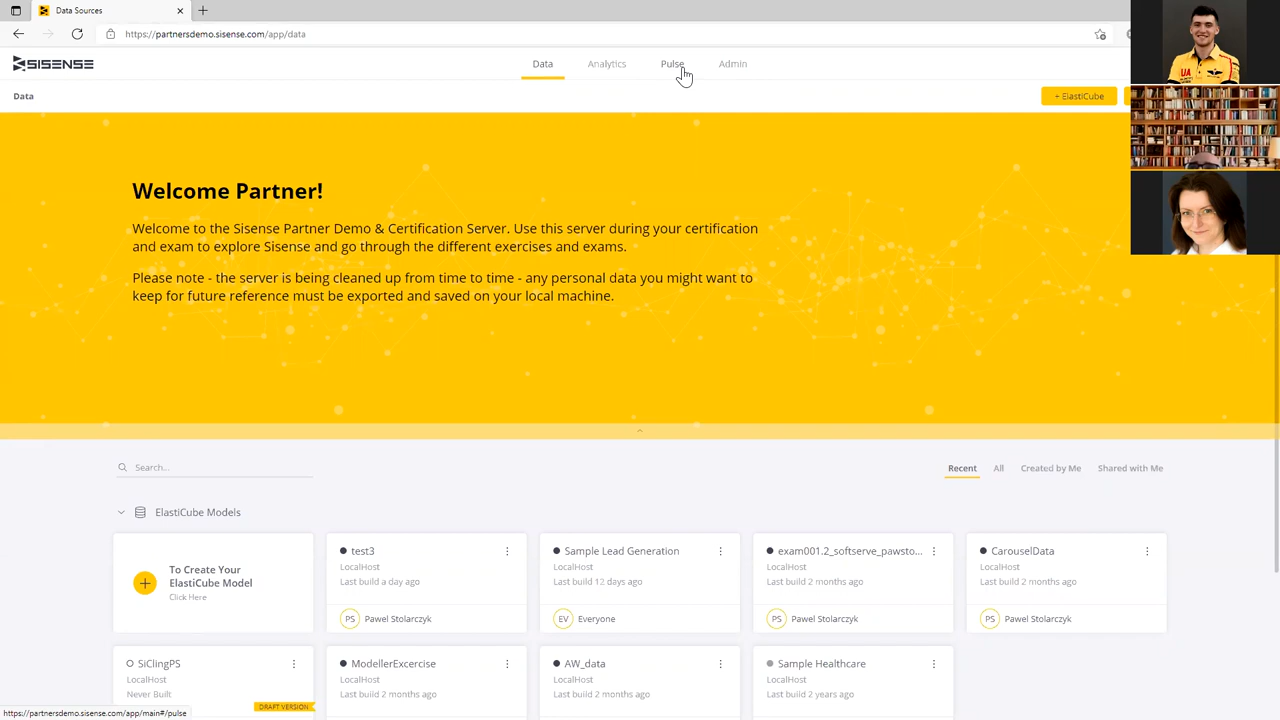 Data Sources
https://partnersdemo.sisense.com/app/data
SISENSE
Data
Analytics
Pulse
Admin
Data
+ ElastiCube
UA
Welcome Partner!
Welcome to the Sisense Partner Demo & Certification Server. Use this server during your certification
and exam to explore Sisense and go through the different exercises and exams.
Please note - the server is being cleaned up from time to time - any personal data you might want to
keep for future reference must be exported and saved on your local machine.
Search...
Recent
All
Created by Me
Shared with Me
ElastiCube Models
To Create Your
ElastiCube Model
Click Here
test3
LocalHost
Last build a day ago
PS
Pawel Stolarczyk
Sample Lead Generation
LocalHost
Last build 12 days ago
EV
Everyone
exam001.2_softserve_pawsto...
LocalHost
Last build 2 months ago
PS
Pawel Stolarczyk
CarouselData
LocalHost
Last build 2 months ago
PS
Pawel Stolarczyk
SiClingPS
LocalHost
Never Built
DRAFT VERSION
ModellerExcercise
LocalHost
Last build 2 months ago
AW_data
LocalHost
Last build 2 months ago
Sample Healthcare
LocalHost
Last build 2 years ago
https://partnersdemo.sisense.com/app/main#/pulse